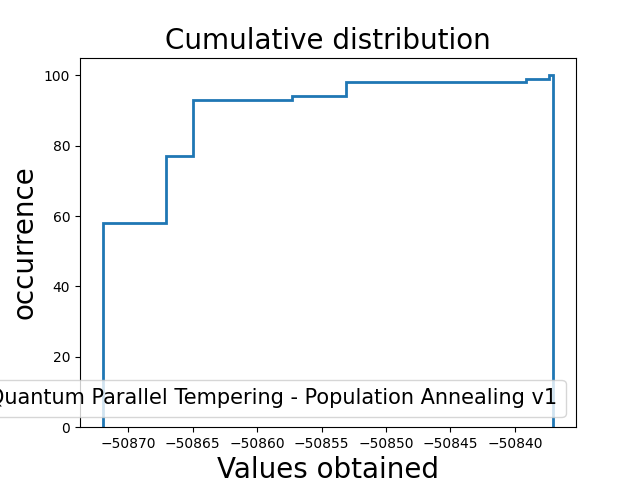 Cumulative distribution
occurrence
100
80
60
40
20
0
Quantum Parallel Tempering - Population Annealing v1
−50870 −50865 −50860 −50855 −50850 −50845 −50840
Values obtained